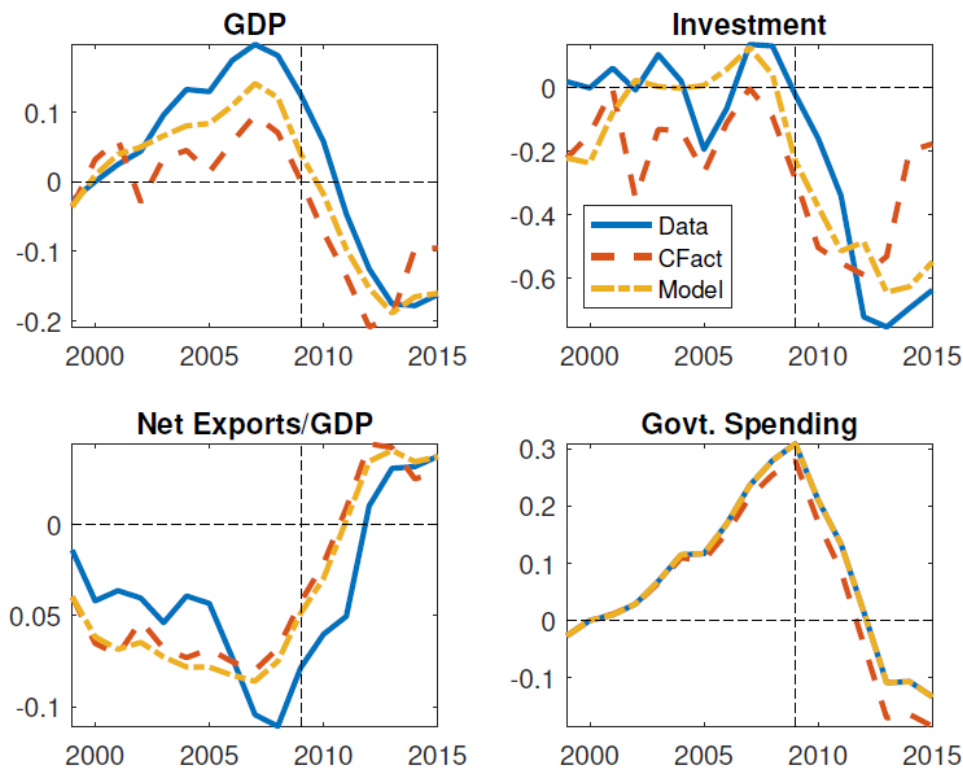 GDP
0.1
0
-0.1
-0.2
2000 2005 2010 2015
Investment
0
-0.2
-0.4
-0.6
Data
CFact
Model
2000 2005 2010 2015
Net Exports/GDP
0
0.05
-0.1
2000 2005 2010 2015
Govt. Spending
0.3
0.2
0.1
0
-0.1
2000 2005 2010 2015